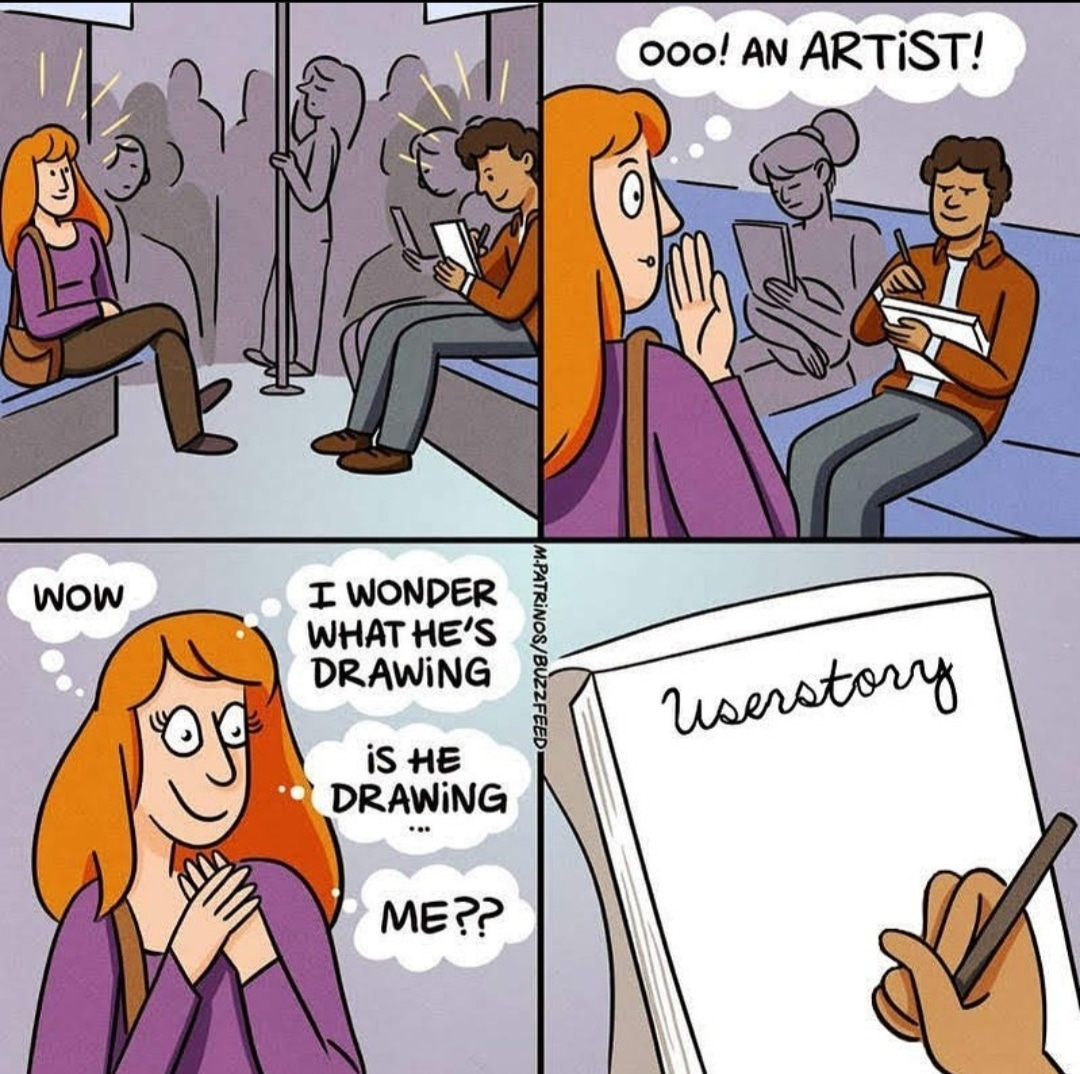 OOO! AN ARTiST!
WOW
I WONDER
WHAT HE'S
DRAWiNG
iS HE
DRAWiNG
...
ME??
M.PATRiNOS/BUZZFEED
Userstory